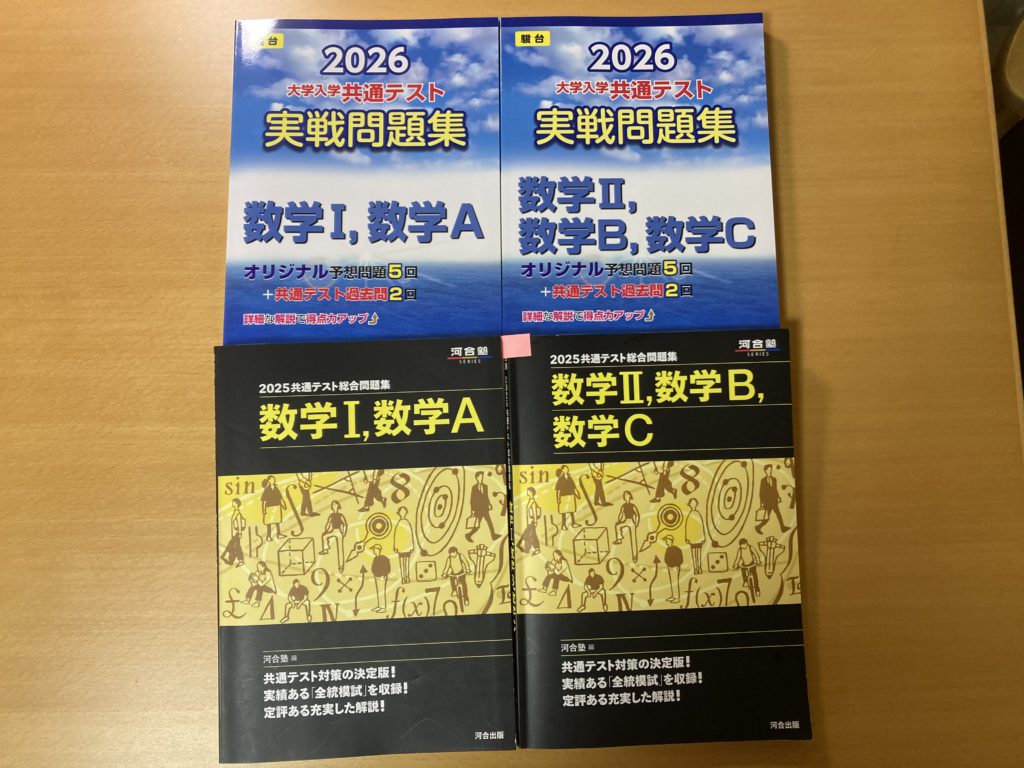 駿台
2026
大学入学共通テスト
実戦問題集
数学Ⅰ, 数学A
オリジナル予想問題5回
+共通テスト過去問2回
詳細な解説で得点力アップ
駿台
2026
大学入学共通テスト
実戦問題集
数学Ⅱ,
数学B, 数学C
オリジナル予想問題5回
+共通テスト過去問2回
詳細な解説で得点力アップ
河合塾
SERIES
2025共通テスト総合問題集
数学Ⅰ, 数学A
sin
8
9
£
f(x)
河合塾 編
共通テスト対策の決定版!
実績ある「全統模試」を収録!
定評ある充実した解説!
河合出版
河合塾
SERIES
2025共通テスト総合問題集
数学Ⅱ, 数学B,
数学C
sin
8
9
£
f(x)
河合塾 編
共通テスト対策の決定版!
実績ある「全統模試」を収録!
定評ある充実した解説!
河合出版